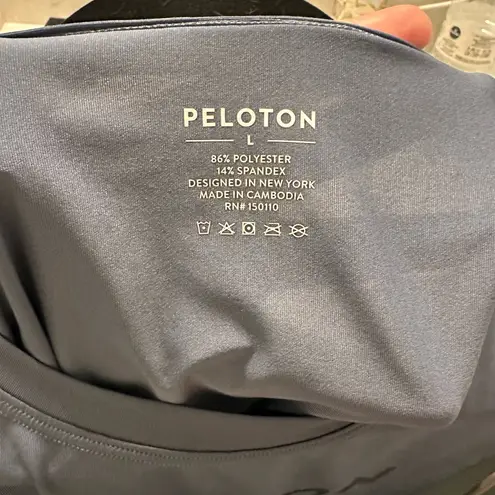 PELOTON
L
86% POLYESTER
14% SPANDEX
DESIGNED IN NEW YORK
MADE IN CAMBODIA
RN# 150110